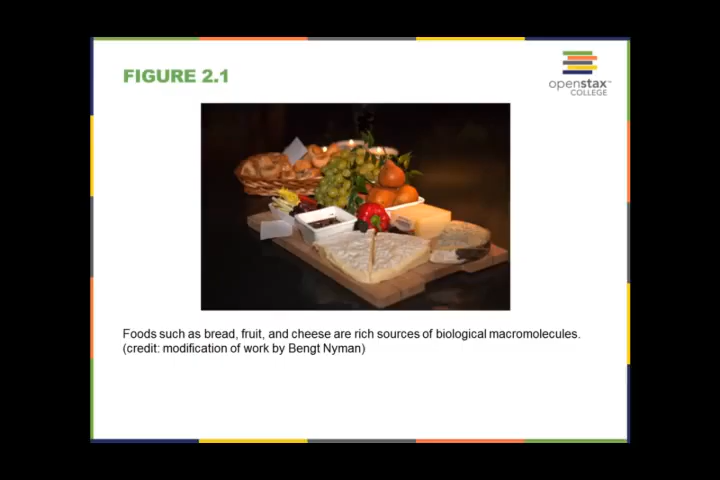 FIGURE 2.1
openstax™
COLLEGE
Foods such as bread, fruit, and cheese are rich sources of biological macromolecules.
(credit: modification of work by Bengt Nyman)